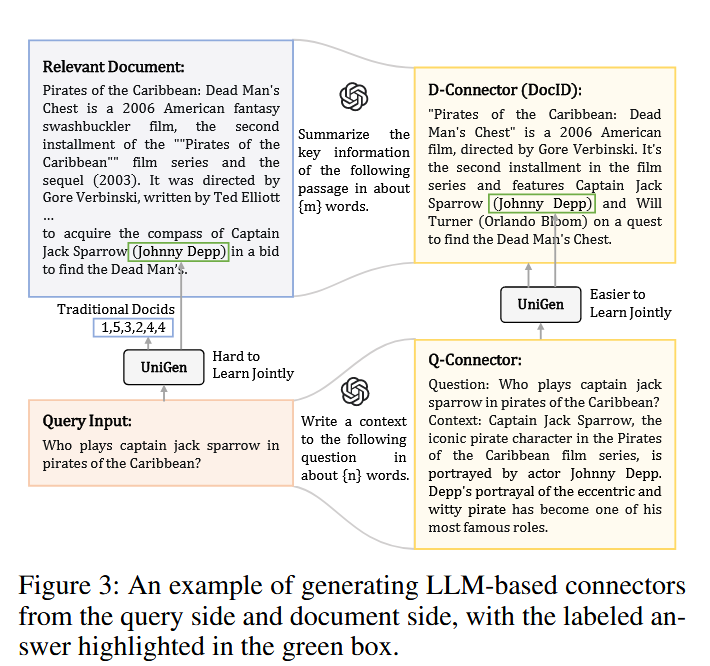 Relevant Document:
Pirates of the Caribbean: Dead Man's
Chest is a 2006 American fantasy
swashbuckler film, the second
installment of the ""Pirates of the
Caribbean"" film series and the
sequel (2003). It was directed by
Gore Verbinski, written by Ted Elliott
...
to acquire the compass of Captain
Jack Sparrow (Johnny Depp) in a bid
to find the Dead Man's.
Traditional Docids
1,5,3,2,4,4
UniGen
Hard to
Learn Jointly
Query Input:
Who plays captain jack sparrow in
pirates of the Caribbean?
Summarize the
key information
of the following
passage in about
{m} words.
Write a context
to the following
question in
about {n} words.
D-Connector (DocID):
"Pirates of the Caribbean: Dead
Man's Chest" is a 2006 American
film, directed by Gore Verbinski. It's
the second installment in the film
series and features Captain Jack
Sparrow (Johnny Depp) and Will
Turner (Orlando Bloom) on a quest
to find the Dead Man's Chest.
UniGen
Easier to
Learn Jointly
Q-Connector:
Question: Who plays captain jack
sparrow in pirates of the Caribbean?
Context: Captain Jack Sparrow, the
iconic pirate character in the Pirates
of the Caribbean film series, is
portrayed by actor Johnny Depp.
Depp's portrayal of the eccentric and
witty pirate has become one of his
most famous roles.
Figure 3: An example of generating LLM-based connectors
from the query side and document side, with the labeled an-
swer highlighted in the green box.